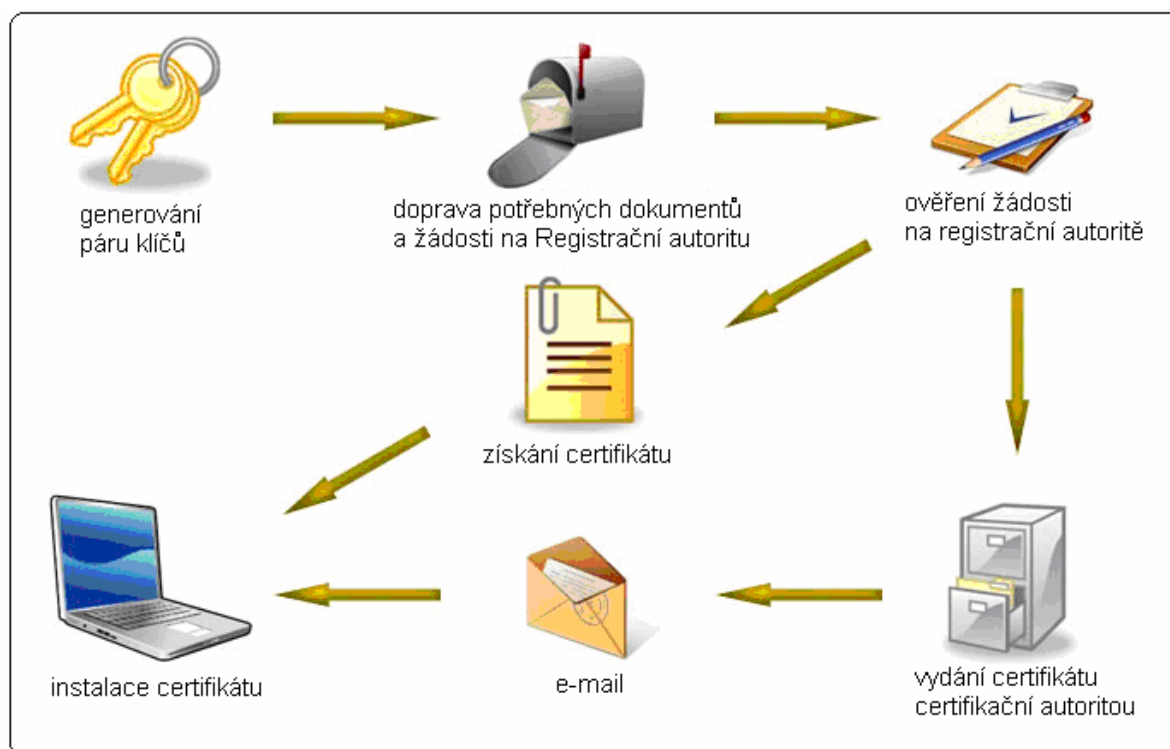 generování
páru klíčů
doprava potřebných dokumentů
a žádosti na Registrační autoritu
ověření žádosti
na registrační autoritě
získání certifikátu
instalace certifikátu
e-mail
vydání certifikátu
certifikační autoritou